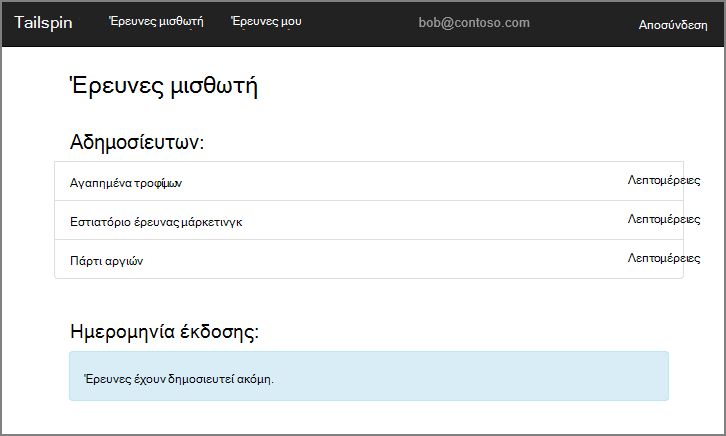 Tailspin Έρευνες μισθωτή Έρευνες μου bob@contoso.com Αποσύνδεση
Έρευνες μισθωτή
Αδημοσίευτων:
Αγαπημένα τροφίμων Λεπτομέρειες
Εστιατόριο έρευνας μάρκετινγκ Λεπτομέρειες
Πάρτι αργιών Λεπτομέρειες
Ημερομηνία έκδοσης:
Έρευνες έχουν δημοσιευτεί ακόμη.